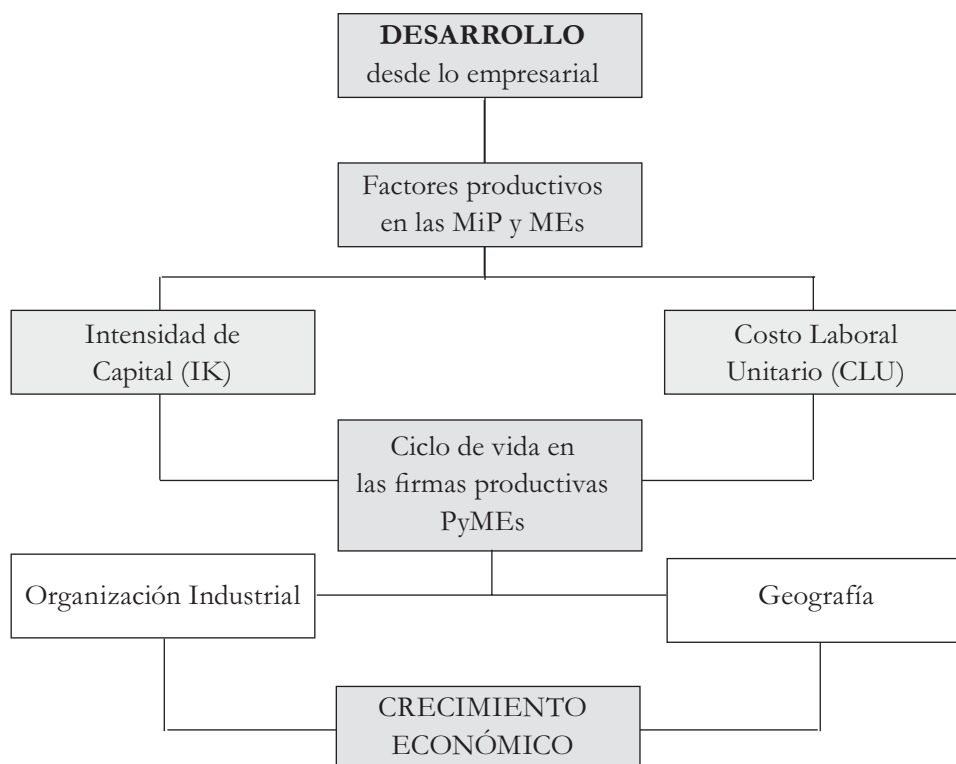 DESARROLLO
desde lo empresarial
Factores productivos
en las MiP y MEs
Intensidad de
Capital (IK)
Costo Laboral
Unitario (CLU)
Ciclo de vida en
las firmas productivas
PyMEs
Organización Industrial
Geografía
CRECIMIENTO
ECONÓMICO